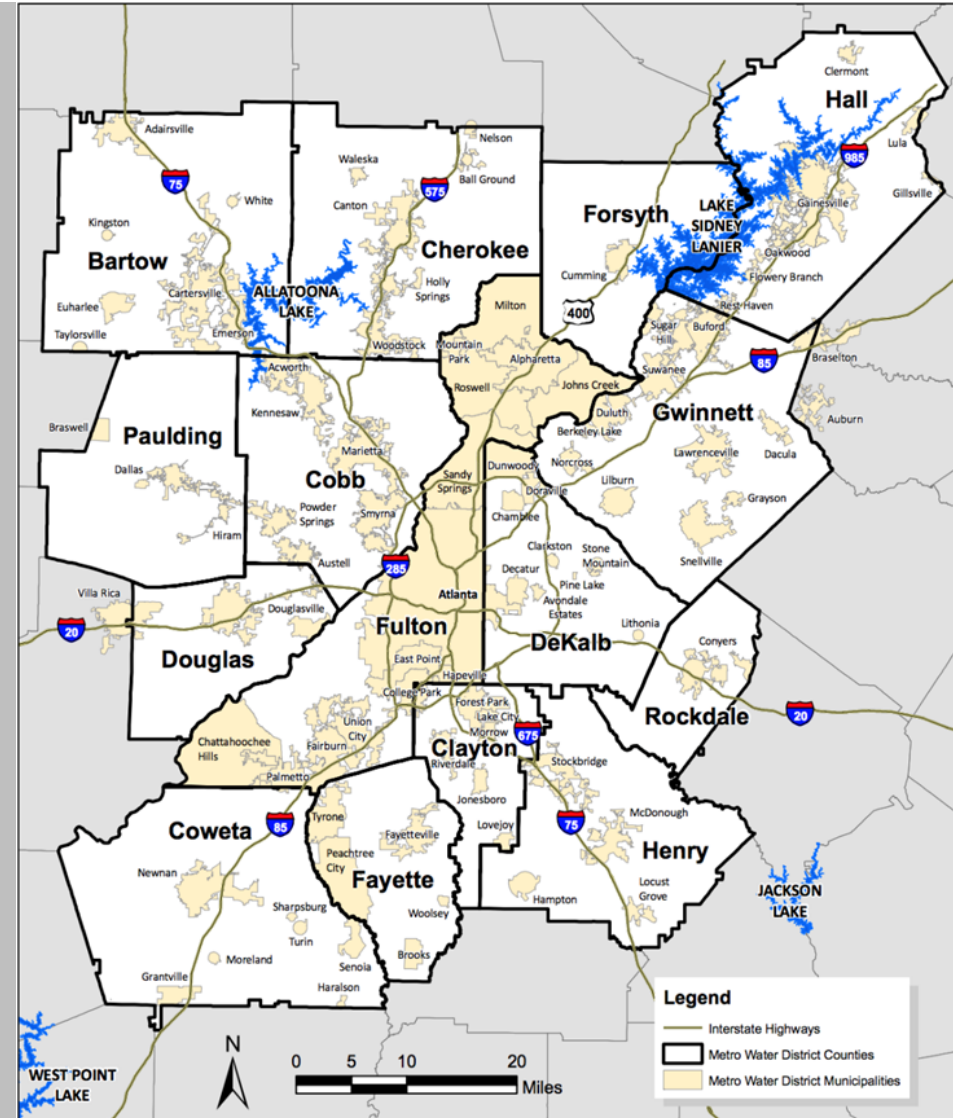 Clermont
Hall
Adairsville
Nelson
Lula
985
Waleska
Ball Ground
75
575
Gillsville
White
Canton
Gainesville
Forsyth
LAKE
SIDNEY
LANIER
Kingston
Cherokee
Bartow
Oakwood
Cumming
Flowery Branch
Holly
Springs
Cartersville
ALLATOONA
LAKE
Euharlee
Rest Haven
Milton
400
Emerson
Sugar
Hill
Buford
Taylorsville
Woodstock
Mountain
Park
Alpharetta
85
Braselton
Acworth
Suwanee
Roswell
Johns Creek
Kennesaw
Duluth
Gwinnett
Auburn
Braswell
Paulding
Berkeley Lake
Marietta
Lawrenceville
Dacula
Dallas
Cobb
Sandy
Springs
Dunwoody
Norcross
Lilburn
Doraville
Grayson
Powder
Springs
Smyrna
Chamblee
Hiram
Clarkston
Stone
Mountain
Snellville
Austell
285
Decatur
Pine Lake
Villa Rica
Atlanta
Avondale
Estates
Douglasville
20
Fulton
Lithonia
DeKalb
Conyers
Douglas
East Point
Hapeville
College Park
Forest Park
Rockdale
20
Union
City
Lake City
Chattahoochee
Hills
Fairburn
Morrow
675
Clayton
Stockbridge
Riverdale
Palmetto
Jonesboro
Coweta
85
Tyrone
McDonough
75
Fayetteville
Lovejoy
Henry
Peachtree
City
Newnan
Fayette
Locust
Grove
JACKSON
LAKE
Hampton
Sharpsburg
Woolsey
Turin
Moreland
Senoia
Brooks
Grantville
Haralson
Legend
Interstate Highways
Metro Water District Counties
Metro Water District Municipalities
N
0 5 10 20
Miles
WEST POINT
LAKE